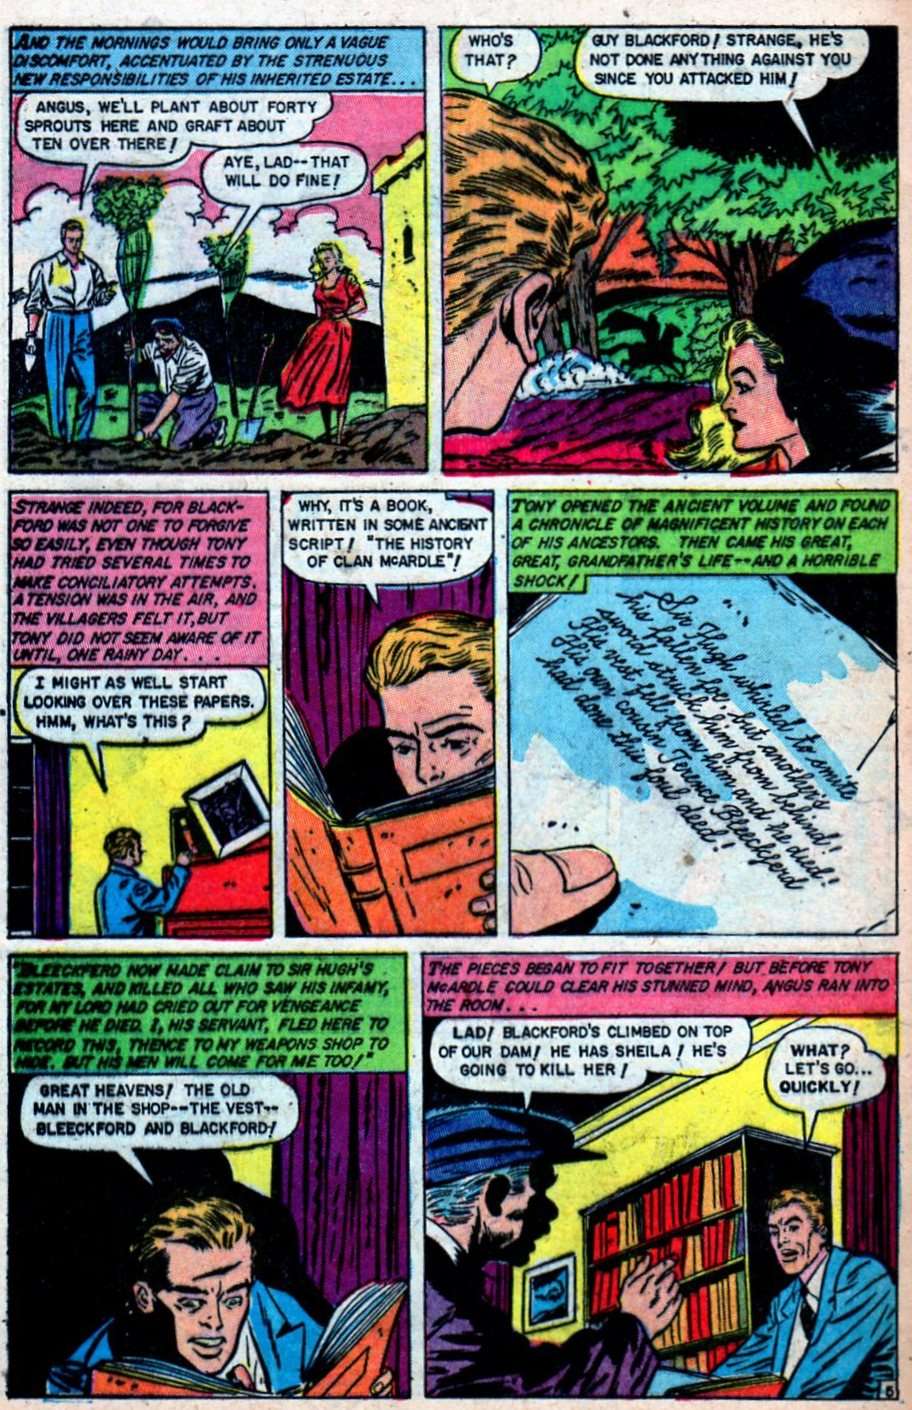 AND THE MORNINGS WOULD BRING ONLY A VAGUE
DISCOMFORT, ACCENTUATED BY THE STRENUOUS
NEW RESPONSIBILITIES OF HIS INHERITED ESTATE...
ANGUS, WE'LL PLANT ABOUT FORTY
SPROUTS HERE AND GRAFT ABOUT
TEN OVER THERE!
AYE, LAD--THAT
WILL DO FINE!
WHO'S
THAT?
GUY BLACKFORD! STRANGE, HE'S
NOT DONE ANYTHING AGAINST YOU
SINCE YOU ATTACKED HIM!
STRANGE INDEED, FOR BLACK-
FORD WAS NOT ONE TO FORGIVE
SO EASILY, EVEN THOUGH TONY
HAD TRIED SEVERAL TIMES TO
MAKE CONCILIATORY ATTEMPTS.
A TENSION WAS IN THE AIR, AND
THE VILLAGERS FELT IT, BUT
TONY DID NOT SEEM AWARE OF IT
UNTIL, ONE RAINY DAY...
I MIGHT AS WELL START
LOOKING OVER THESE PAPERS.
HMM, WHAT'S THIS?
WHY, IT'S A BOOK,
WRITTEN IN SOME ANCIENT
SCRIPT! "THE HISTORY
OF CLAN McARDLE"!
TONY OPENED THE ANCIENT VOLUME AND FOUND
A CHRONICLE OF MAGNIFICENT HISTORY ON EACH
OF HIS ANCESTORS. THEN CAME HIS GREAT,
GREAT, GRANDFATHER'S LIFE--AND A HORRIBLE
SHOCK!
...
Sir Hugh whirled to smite
his fallen foe, but another's
sword struck him from behind!
His vest fell from him and he died!
His own cousin Terence Bleeckferd
had done this foul deed!
...
"BLEECKFERD NOW MADE CLAIM TO SIR HUGH'S
ESTATES, AND KILLED ALL WHO SAW HIS INFAMY,
FOR MY LORD HAD CRIED OUT FOR VENGEANCE
BEFORE HE DIED. I, HIS SERVANT, FLED HERE TO
RECORD THIS, THENCE TO MY WEAPONS SHOP TO
HIDE. BUT HIS MEN WILL COME FOR ME TOO!"
GREAT HEAVENS! THE OLD
MAN IN THE SHOP--THE VEST--
BLEECKFORD AND BLACKFORD!
THE PIECES BEGAN TO FIT TOGETHER! BUT BEFORE TONY
McARDLE COULD CLEAR HIS STUNNED MIND, ANGUS RAN INTO
THE ROOM...
LAD! BLACKFORD'S CLIMBED ON TOP
OF OUR DAM! HE HAS SHEILA! HE'S
GOING TO KILL HER!
WHAT?
LET'S GO...
QUICKLY!
5